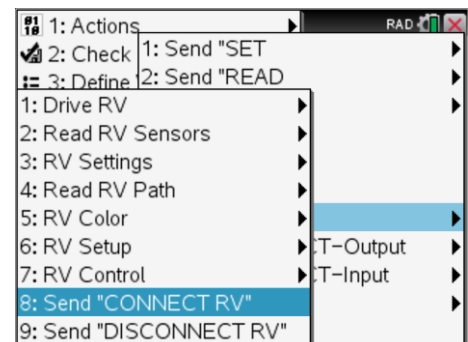 1: Actions
RAD
2: Check
3: Define
1: Send "SET
2: Send "READ
1: Drive RV
2: Read RV Sensors
3: RV Settings
4: Read RV Path
5: RV Color
6: RV Setup
7: RV Control
8: Send "CONNECT RV"
9: Send "DISCONNECT RV"
CT-Output
CT-Input